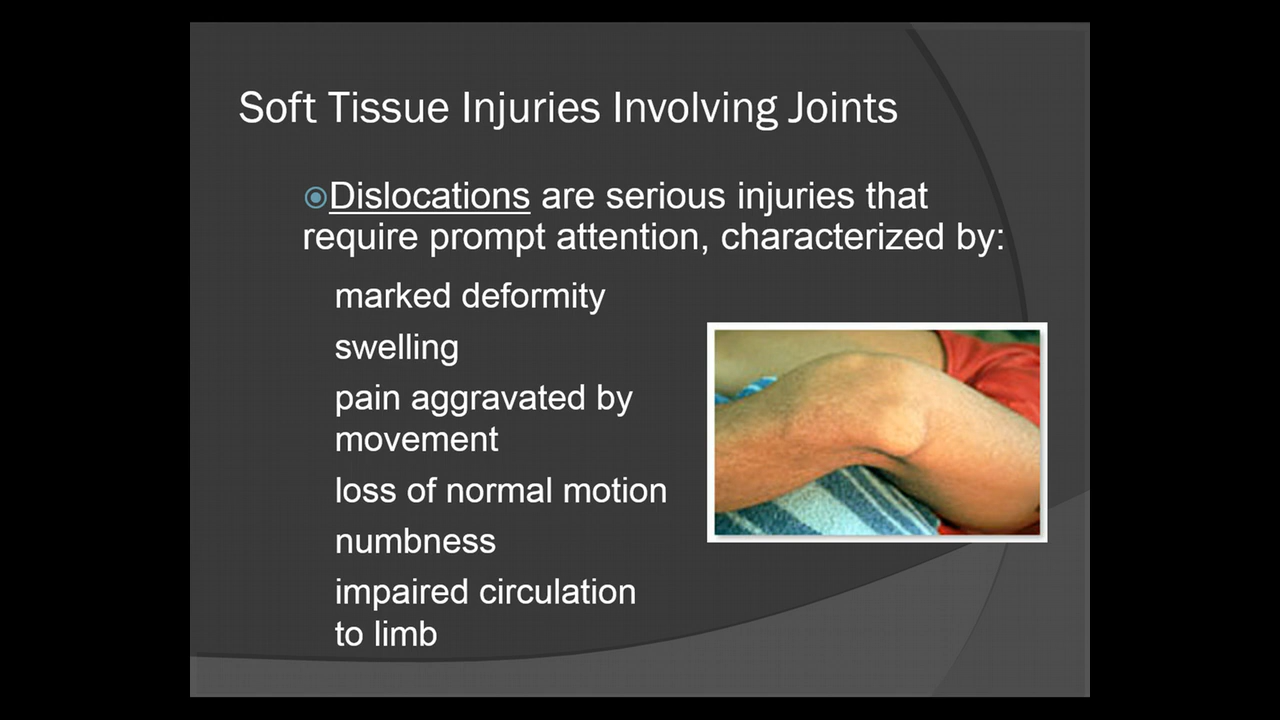 Soft Tissue Injuries Involving Joints
Dislocations are serious injuries that
require prompt attention, characterized by:
marked deformity
swelling
pain aggravated by
movement
loss of normal motion
numbness
impaired circulation
to limb